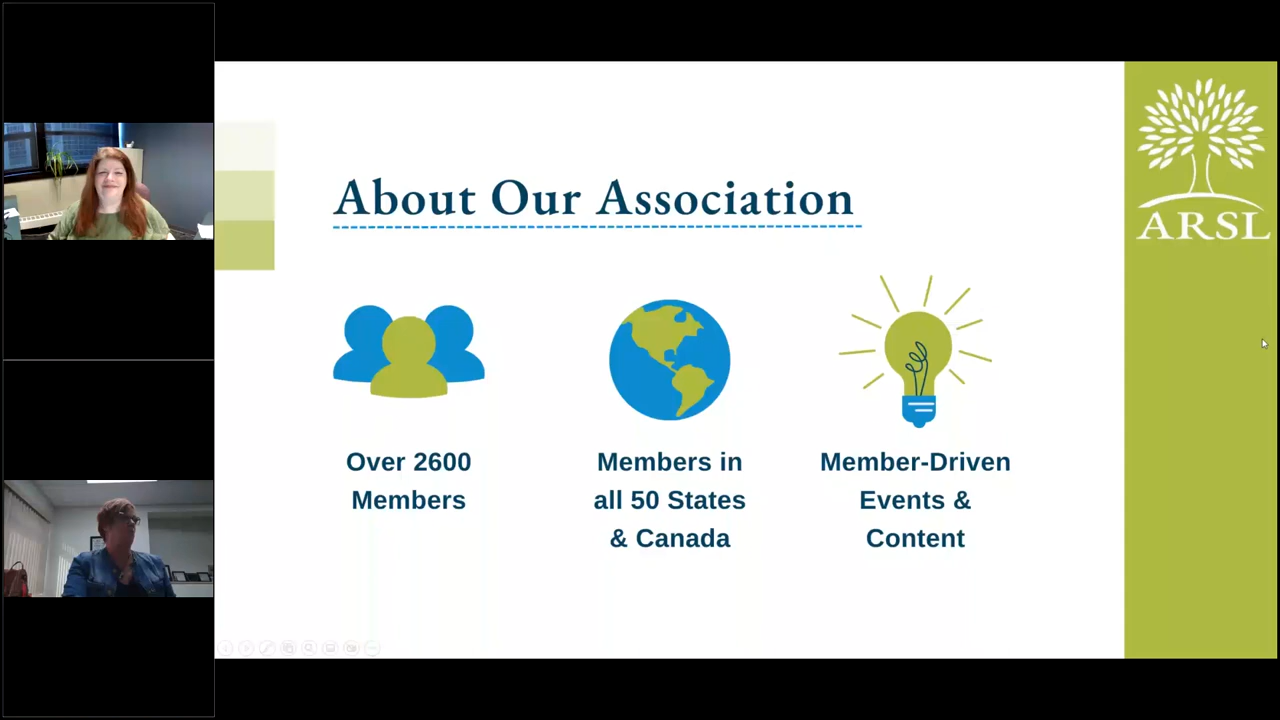 About Our Association
ARSL
Over 2600
Members
Members in
all 50 States
& Canada
Member-Driven
Events &
Content